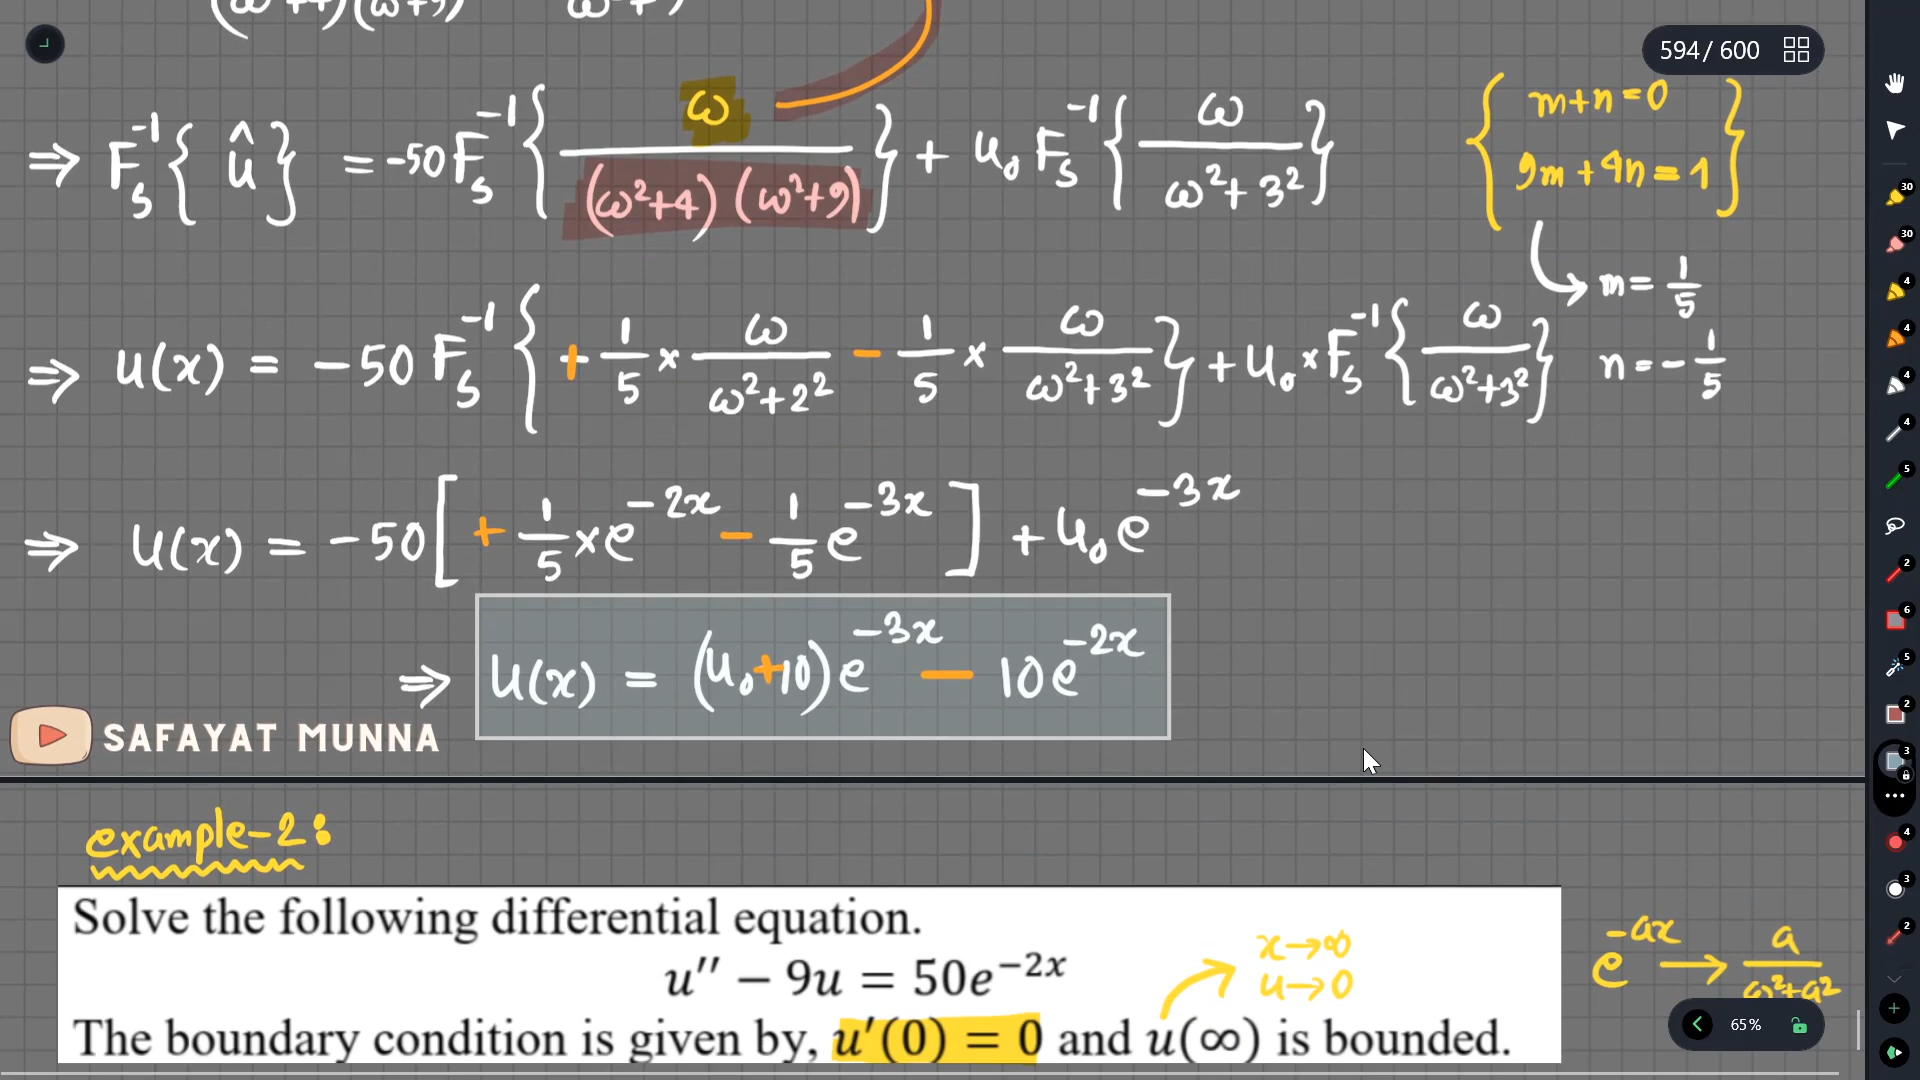 594 / 600
m+n=0
⇒ F_s^{-1}{ û } = -50 F_s^{-1}{ ω / (ω²+4)(ω²+9) } + u₀ F_s^{-1}{ ω / ω²+3² }
9m+4n=1
m = 1/5
⇒ u(x) = -50 F_s^{-1}{ + 1/5 × ω / ω²+2² - 1/5 × ω / ω²+3² } + u₀ × F_s^{-1}{ ω / ω²+3² }
n = - 1/5
⇒ u(x) = -50 [ + 1/5 × e^{-2x} - 1/5 e^{-3x} ] + u₀ e^{-3x}
⇒ u(x) = (u₀+10) e^{-3x} - 10 e^{-2x}
SAFAYAT MUNNA
example-2:
Solve the following differential equation.
x→∞
u→0
u′′ − 9u = 50e^{−2x}
e^{-ax} → a / ω²+a²
The boundary condition is given by, u′(0) = 0 and u(∞) is bounded.
65%